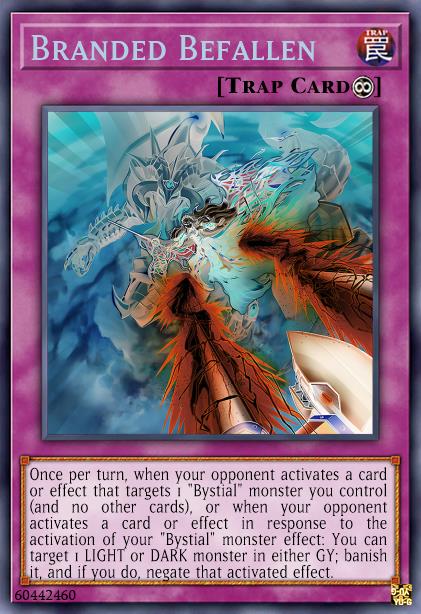 Branded Befallen
TRAP
罠
[Trap Card♾]
Once per turn, when your opponent activates a card
or effect that targets 1 "Bystial" monster you control
(and no other cards), or when your opponent
activates a card or effect in response to the
activation of your "Bystial" monster effect: You can
target 1 LIGHT or DARK monster in either GY; banish
it, and if you do, negate that activated effect.
60442460